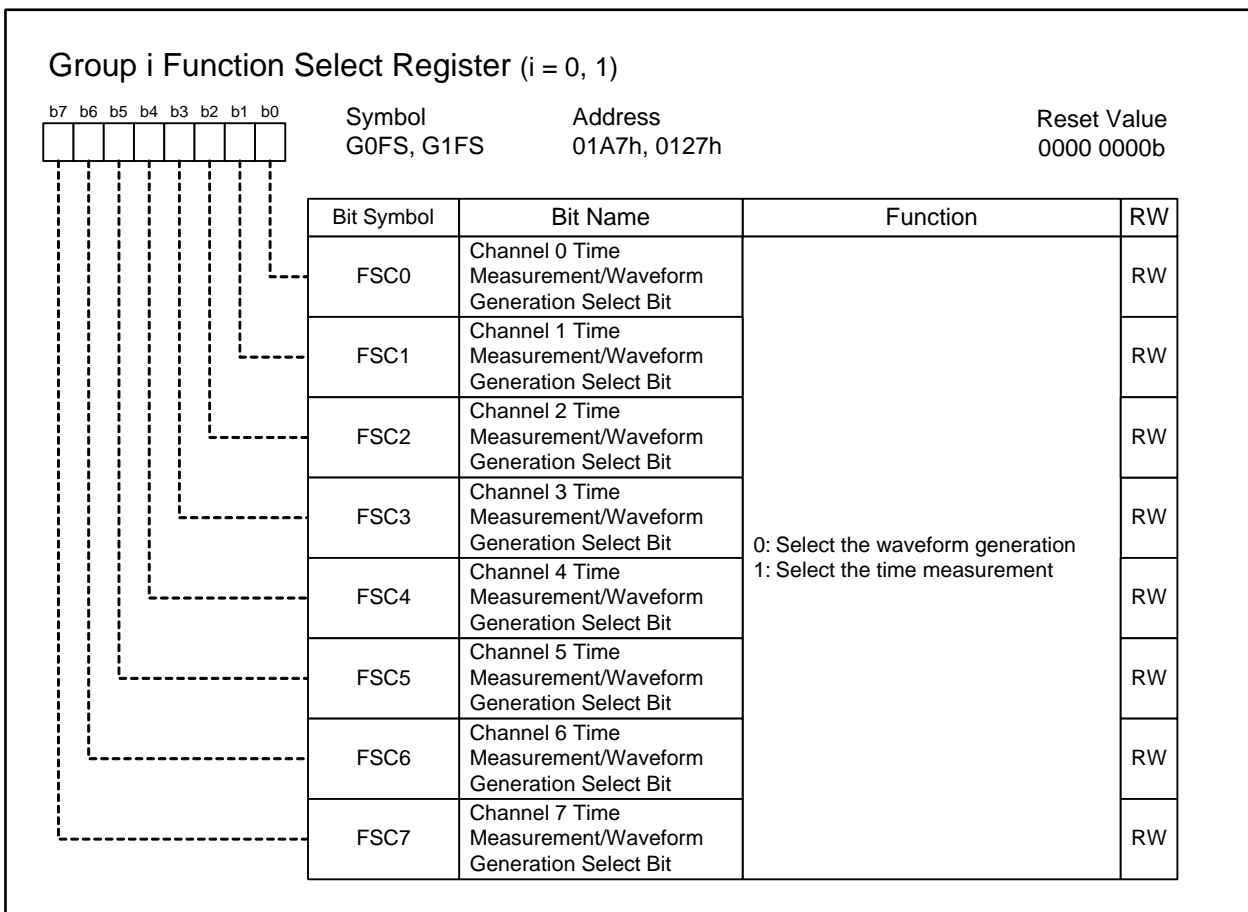 Group i Function Select Register (i = 0, 1)
b7 b6 b5 b4 b3 b2 b1 b0
Symbol Address Reset Value
G0FS, G1FS 01A7h, 0127h 0000 0000b
Bit Symbol Bit Name Function RW
FSC0
Channel 0 Time
Measurement/Waveform
Generation Select Bit
RW
FSC1
Channel 1 Time
Measurement/Waveform
Generation Select Bit
RW
FSC2
Channel 2 Time
Measurement/Waveform
Generation Select Bit
RW
FSC3
Channel 3 Time
Measurement/Waveform
Generation Select Bit
RW
0: Select the waveform generation
1: Select the time measurement
FSC4
Channel 4 Time
Measurement/Waveform
Generation Select Bit
RW
FSC5
Channel 5 Time
Measurement/Waveform
Generation Select Bit
RW
FSC6
Channel 6 Time
Measurement/Waveform
Generation Select Bit
RW
FSC7
Channel 7 Time
Measurement/Waveform
Generation Select Bit
RW